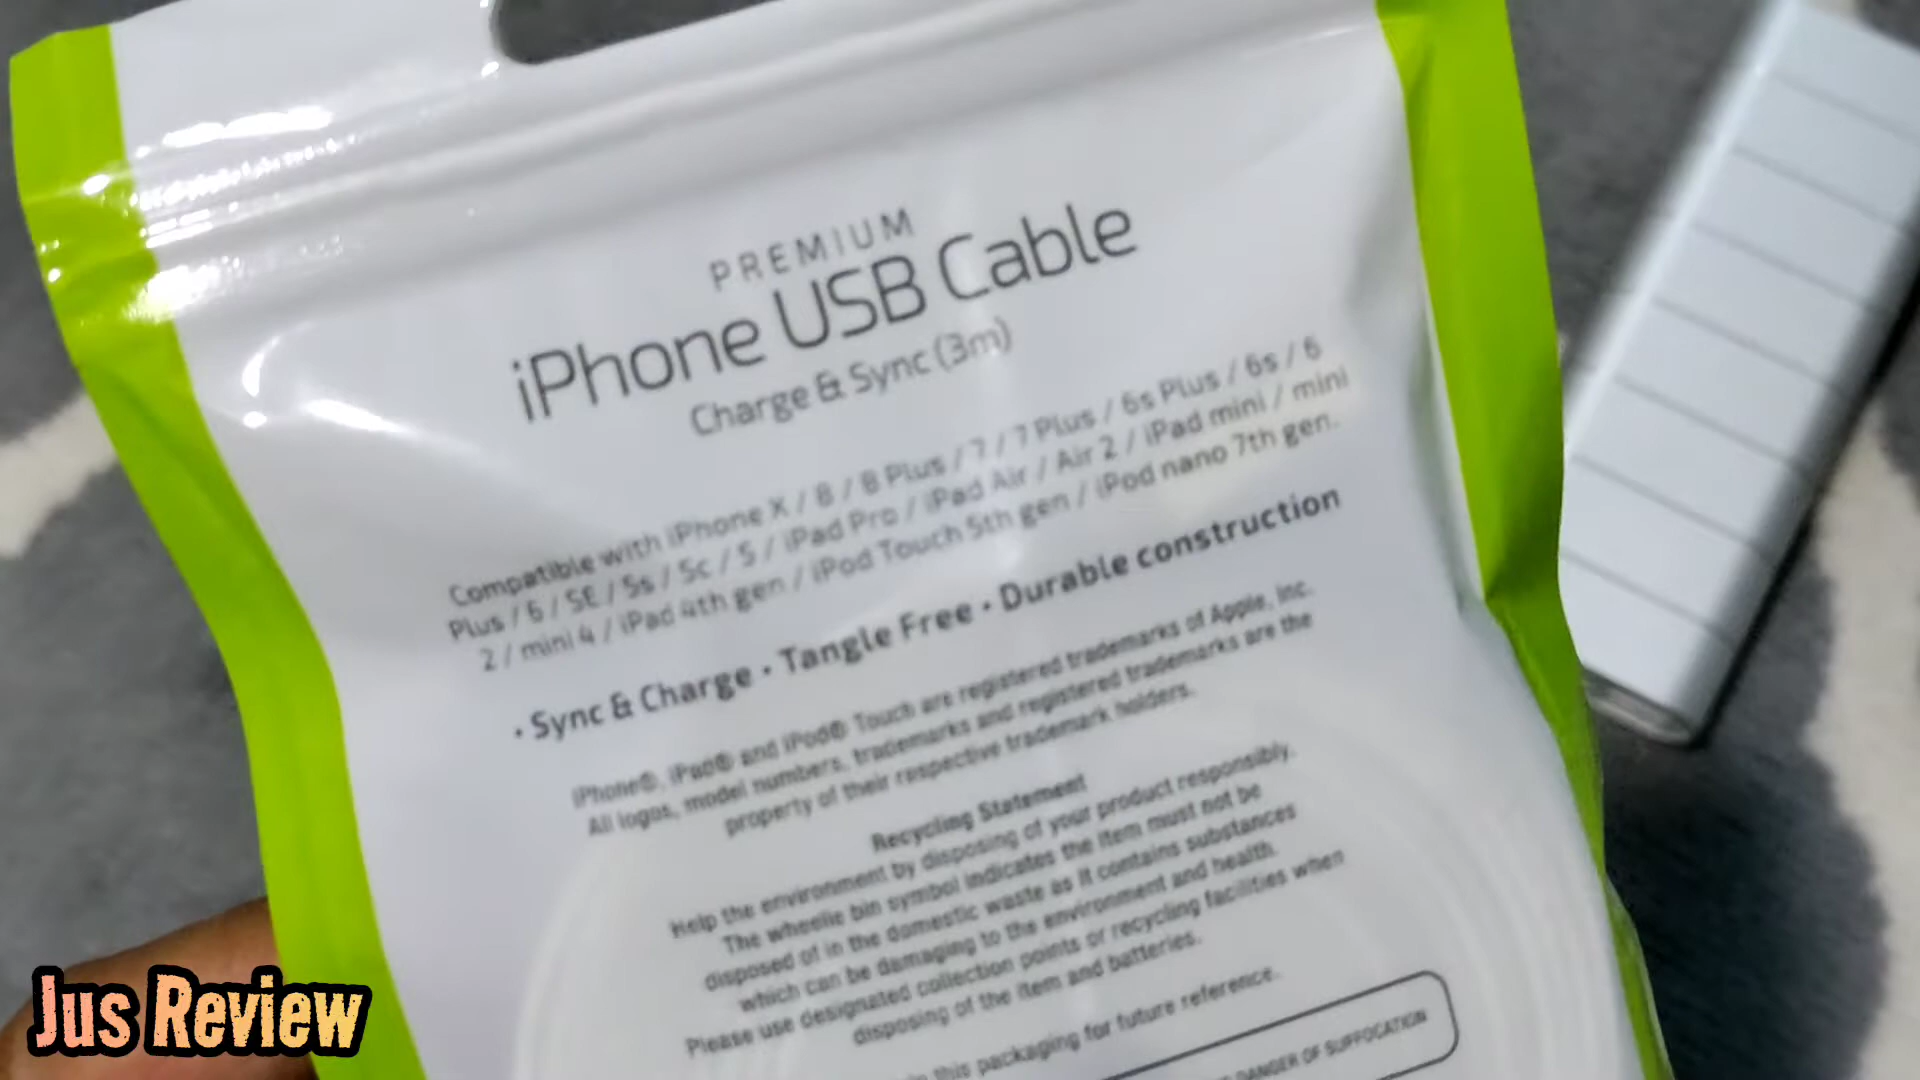 PREMIUM
iPhone USB Cable
Charge & Sync (3m)
Compatible with iPhone X / 8 / 8 Plus / 7 / 7 Plus / 6s Plus / 6s / 6
Plus / 6 / SE / 5s / 5c / 5 / iPad Pro / iPad Air / Air 2 / iPad mini / mini
2 / mini 4 / iPad 4th gen / iPod Touch 5th gen / iPod nano 7th gen.
• Sync & Charge • Tangle Free • Durable construction
iPhone®, iPad® and iPod® Touch are registered trademarks of Apple, Inc.
All logos, model numbers, trademarks and registered trademarks are the
property of their respective trademark holders.
Recycling Statement
Help the environment by disposing of your product responsibly.
The wheelie bin symbol indicates the item must not be
disposed of in the domestic waste as it contains substances
which can be damaging to the environment and health.
Please use designated collection points or recycling facilities when
disposing of the item and batteries.
this packaging for future reference.
DANGER OF SUFFOCATION
Jus Review